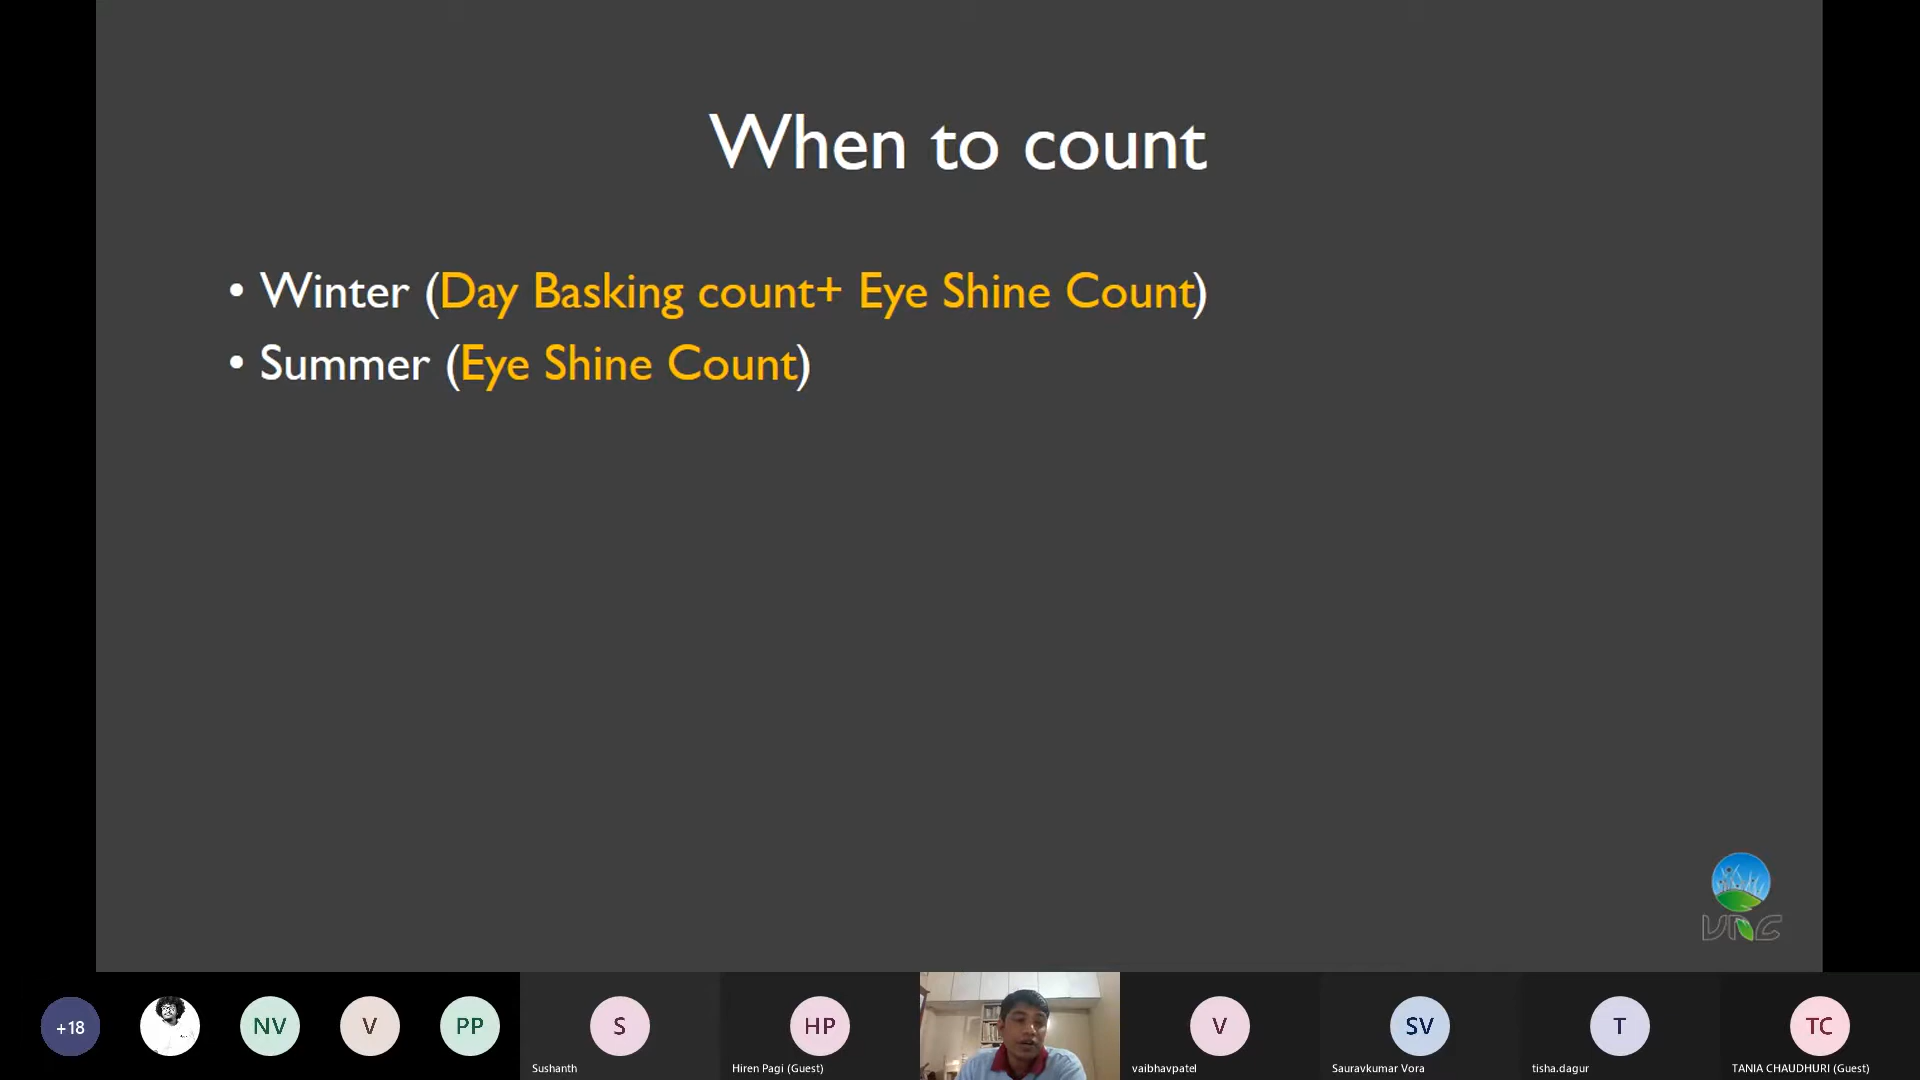 When to count
• Winter (Day Basking count+ Eye Shine Count)
• Summer (Eye Shine Count)
VNC
+18
NV
V
PP
S
HP
V
SV
T
TC
Sushanth
Hiren Pagi (Guest)
vaibhavpatel
Sauravkumar Vora
tisha.dagur
TANIA CHAUDHURI (Guest)